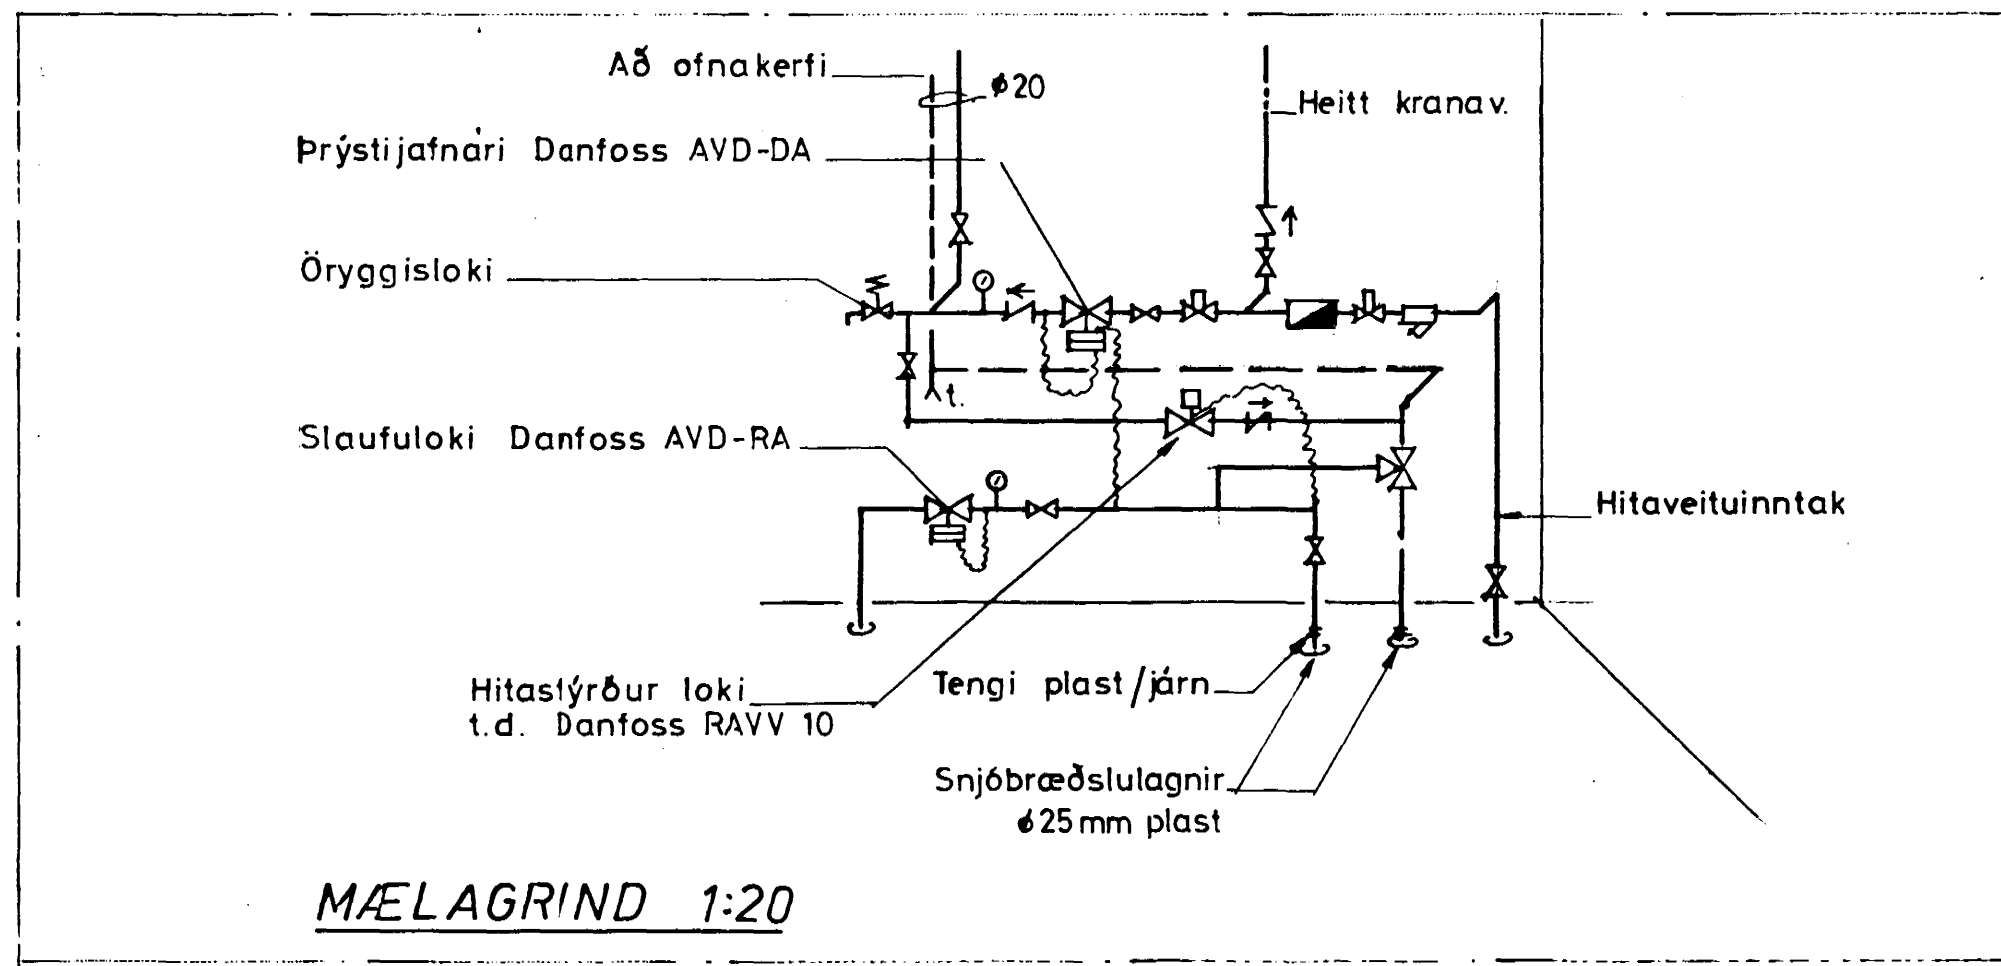 Að ofnakerfi
ø20
Heitt kranav.
Þrýstijafnari Danfoss AVD-DA
Öryggisloki
t.
Slaufuloki Danfoss AVD-RA
Hitaveituinntak
Hitastýrður loki
t.d. Danfoss RAVV 10
Tengi plast/járn
Snjóbræðslulagnir
ø25mm plast
MÆLAGRIND 1:20